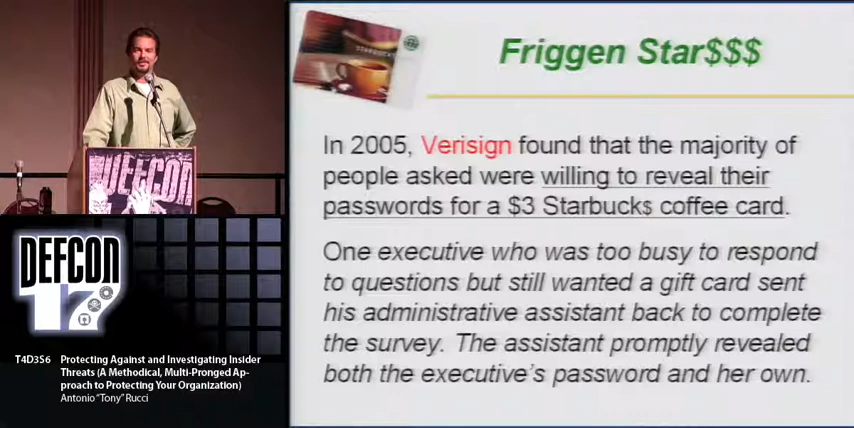 STARBUCKS
Friggen Star$$$
In 2005, Verisign found that the majority of
people asked were willing to reveal their
passwords for a $3 Starbuck$ coffee card.
One executive who was too busy to respond
to questions but still wanted a gift card sent
his administrative assistant back to complete
the survey. The assistant promptly revealed
both the executive's password and her own.
DEFCON
DEFCON
17
T4D3S6 Protecting Against and Investigating Insider
Threats (A Methodical, Multi-Pronged Ap-
proach to Protecting Your Organization)
Antonio "Tony" Rucci